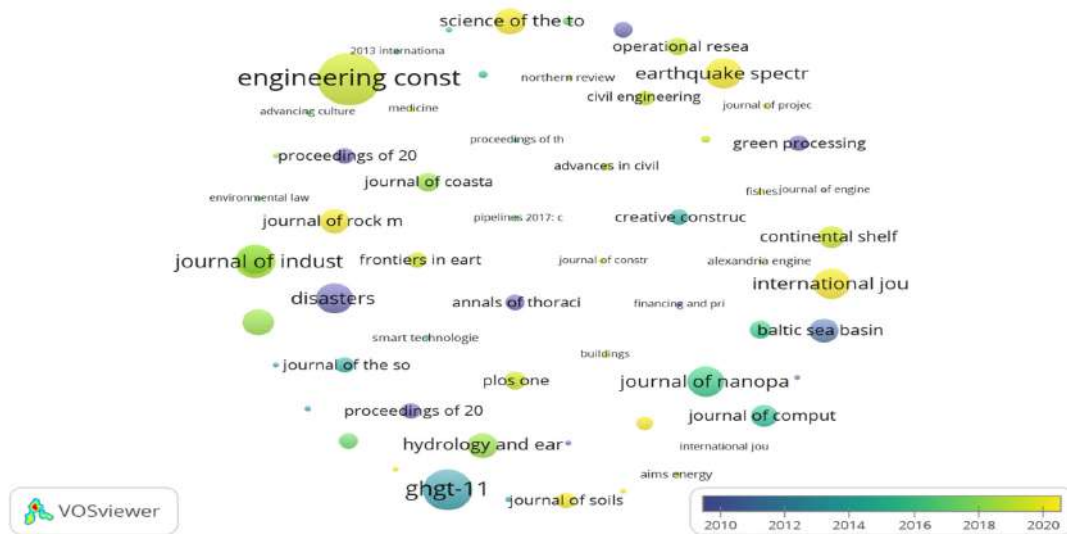 science of the to
operational resea
2013 internationa
engineering const
northern review
earthquake spectr
civil engineering
advancing culture
medicine
journal of projec
proceedings of th
green processing
proceedings of 20
advances in civil
journal of coasta
environmental law
fishes
journal of engine
journal of rock m
pipelines 2017: c
creative construc
continental shelf
journal of indust
frontiers in eart
journal of constr
alexandria engine
international jou
disasters
annals of thoraci
financing and pri
baltic sea basin
smart technologie
buildings
journal of the so
plos one
journal of nanopa
proceedings of 20
journal of comput
hydrology and ear
international jou
aims energy
ghgt-11
journal of soils
VOSviewer
2010 2012 2014 2016 2018 2020